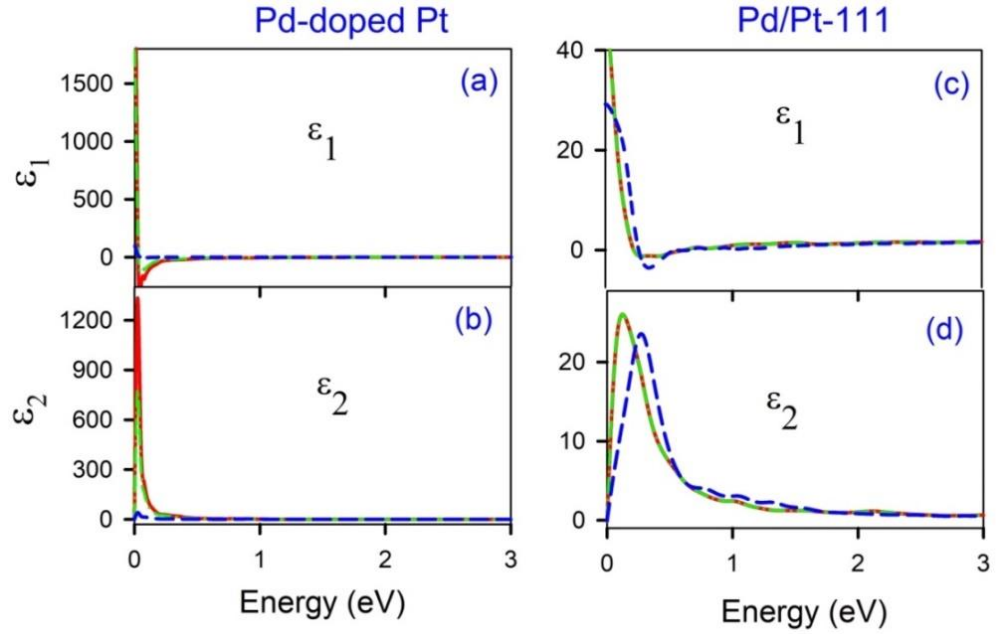 Pd-doped Pt
Pd/Pt-111
(a)
ε1
ε1
1500
1000
500
0
(c)
ε1
40
20
0
(b)
ε2
ε2
1200
900
600
300
0
0 1 2 3
Energy (eV)
(d)
ε2
20
10
0
0 1 2 3
Energy (eV)